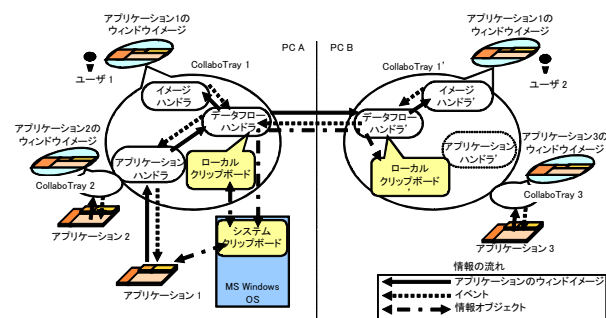 アプリケーション1の
ウィンドウイメージ
ユーザ 1
CollaboTray 1
イメージ
ハンドラ
データフロー
ハンドラ
アプリケーション2の
ウィンドウイメージ
アプリケーション
ハンドラ
ローカル
クリップボード
CollaboTray 2
アプリケーション 2
アプリケーション 1
システム
クリップボード
MS Windows
OS
PC A
PC B
CollaboTray 1'
アプリケーション1の
ウィンドウイメージ
ユーザ 2
イメージ
ハンドラ'
データフロー
ハンドラ'
アプリケーション
ハンドラ'
ローカル
クリップボード
'
アプリケーション3の
ウィンドウイメージ
CollaboTray 3
アプリケーション 3
情報の流れ
アプリケーションのウィンドイメージ
イベント
情報オブジェクト